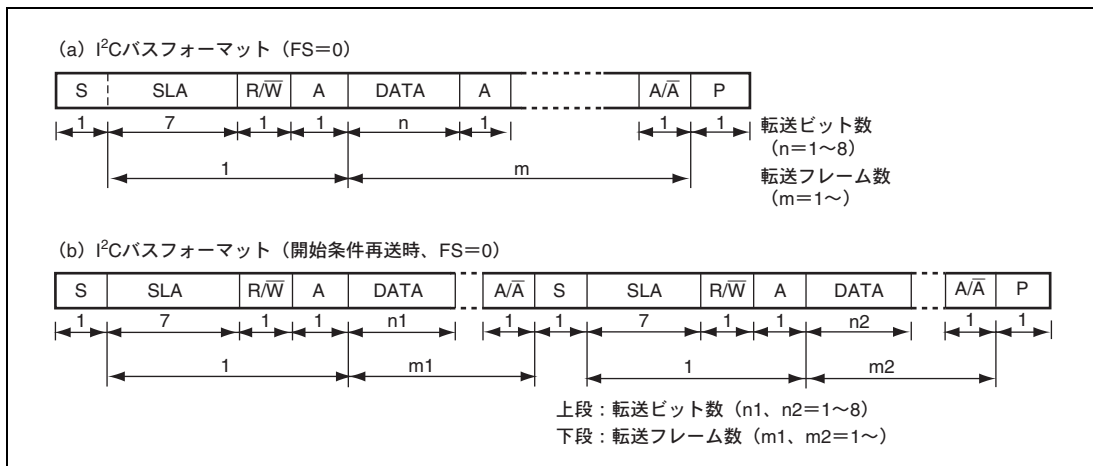 (a) I²Cバスフォーマット（FS＝0）
S SLA R/W̅ A DATA A A/A̅ P
1 7 1 1 n 1 1 1 転送ビット数
（n＝1～8）
1 m 転送フレーム数
（m＝1～）
(b) I²Cバスフォーマット（開始条件再送時、FS＝0）
S SLA R/W̅ A DATA A/A̅ S SLA R/W̅ A DATA A/A̅ P
1 7 1 1 n1 1 1 7 1 1 n2 1 1
1 m1 1 m2
上段：転送ビット数（n1、n2＝1～8）
下段：転送フレーム数（m1、m2＝1～）